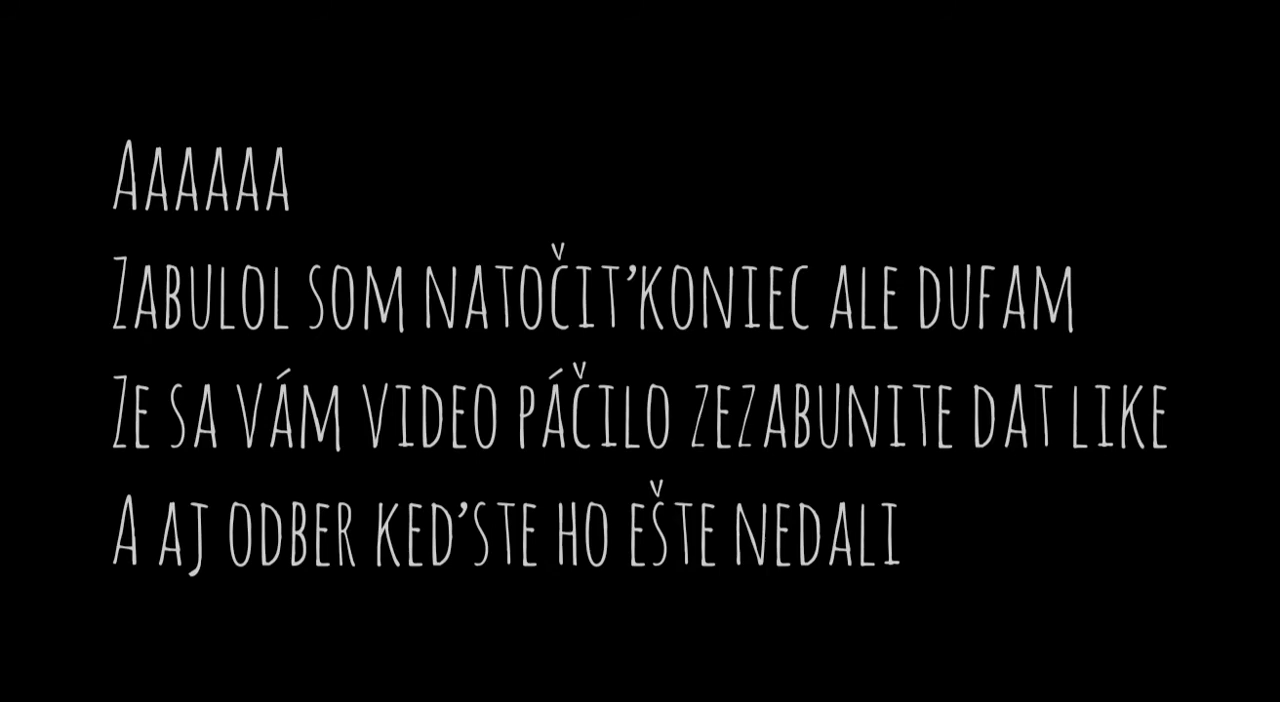 Aaaaaa
Zabulol som natočiť koniec ale dufam
Ze sa vám video páčilo zezabunite dat like
A aj odber keď ste ho ešte nedali